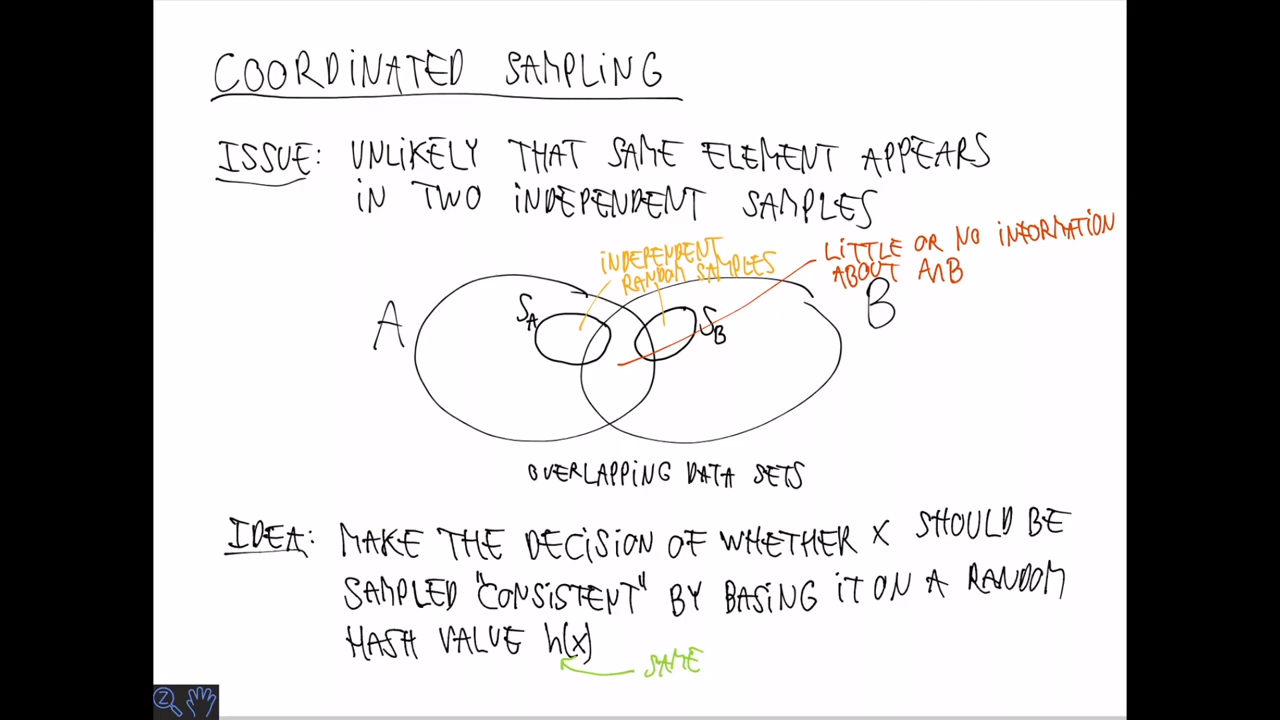 COORDINATED SAMPLING
ISSUE: UNLIKELY THAT SAME ELEMENT APPEARS
IN TWO INDEPENDENT SAMPLES
LITTLE OR NO INFORMATION
ABOUT A∩B
INDEPENDENT
RANDOM SAMPLES
A
S_A
S_B
B
OVERLAPPING DATA SETS
IDEA: MAKE THE DECISION OF WHETHER X SHOULD BE
SAMPLED "CONSISTENT" BY BASING IT ON A RANDOM
HASH VALUE h(x)
SAME
Z